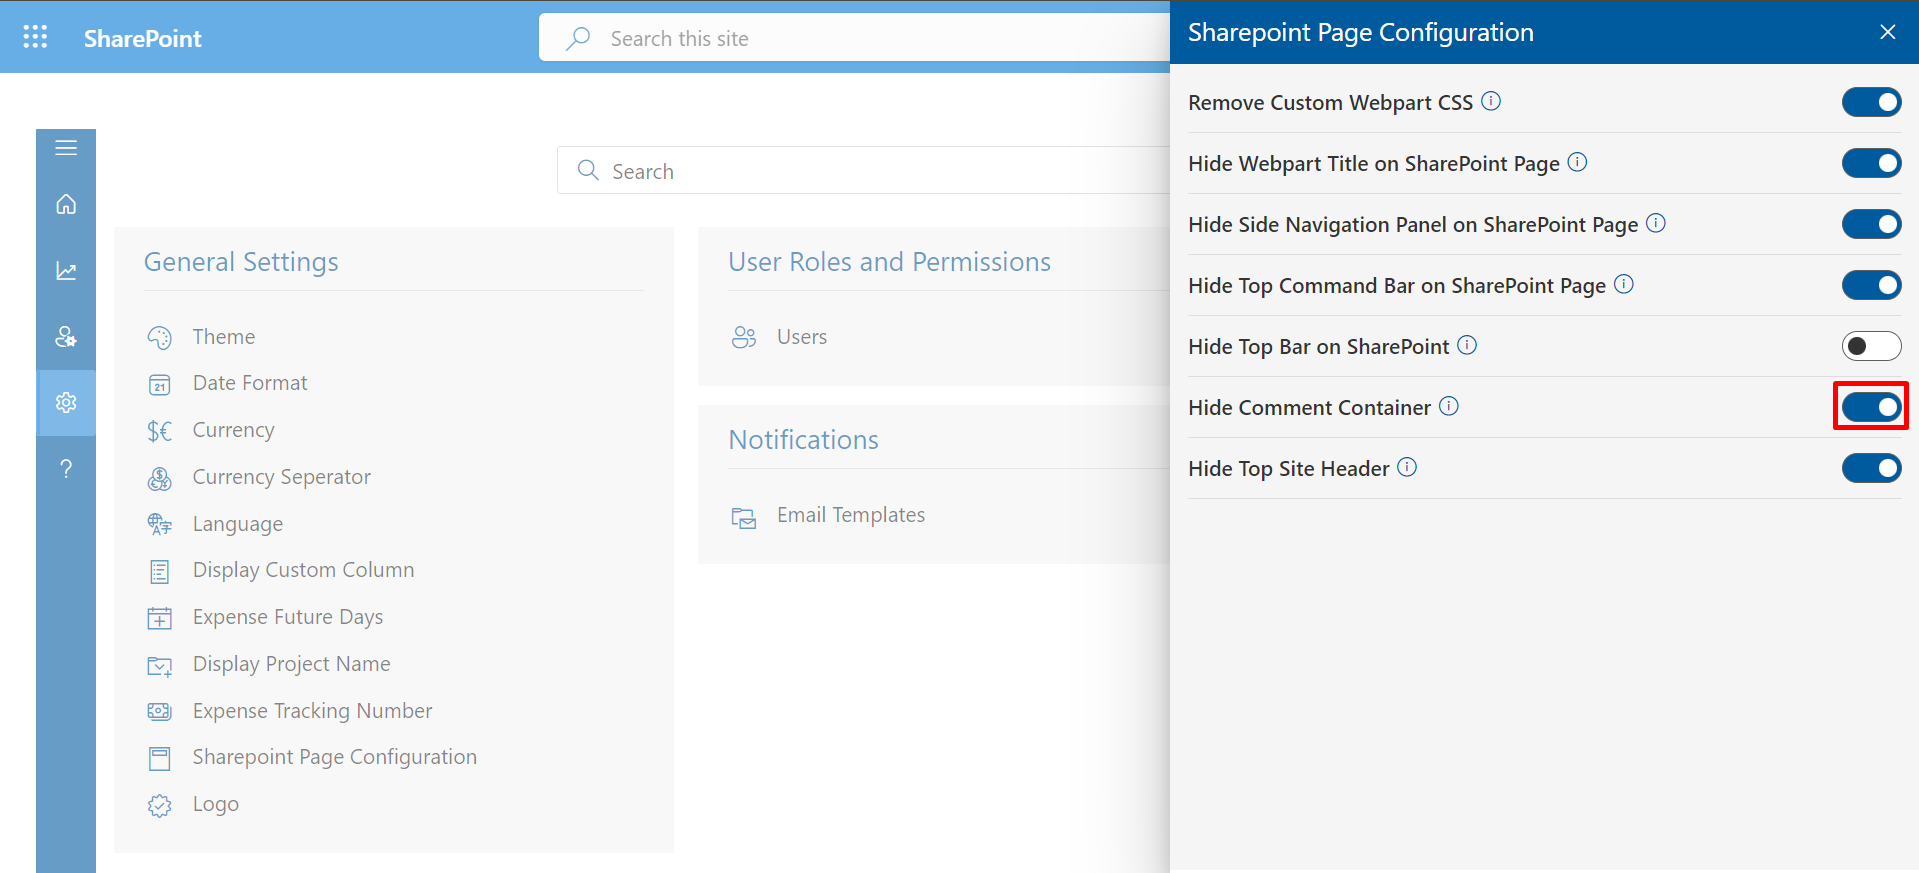 SharePoint
Search this site
Sharepoint Page Configuration
Remove Custom Webpart CSS
Hide Webpart Title on SharePoint Page
Hide Side Navigation Panel on SharePoint Page
Hide Top Command Bar on SharePoint Page
Hide Top Bar on SharePoint
Hide Comment Container
Hide Top Site Header
Search
General Settings
Theme
21
Date Format
$€
Currency
Currency Seperator
Language
Display Custom Column
Expense Future Days
Display Project Name
Expense Tracking Number
Sharepoint Page Configuration
Logo
User Roles and Permissions
Users
Notifications
Email Templates
?